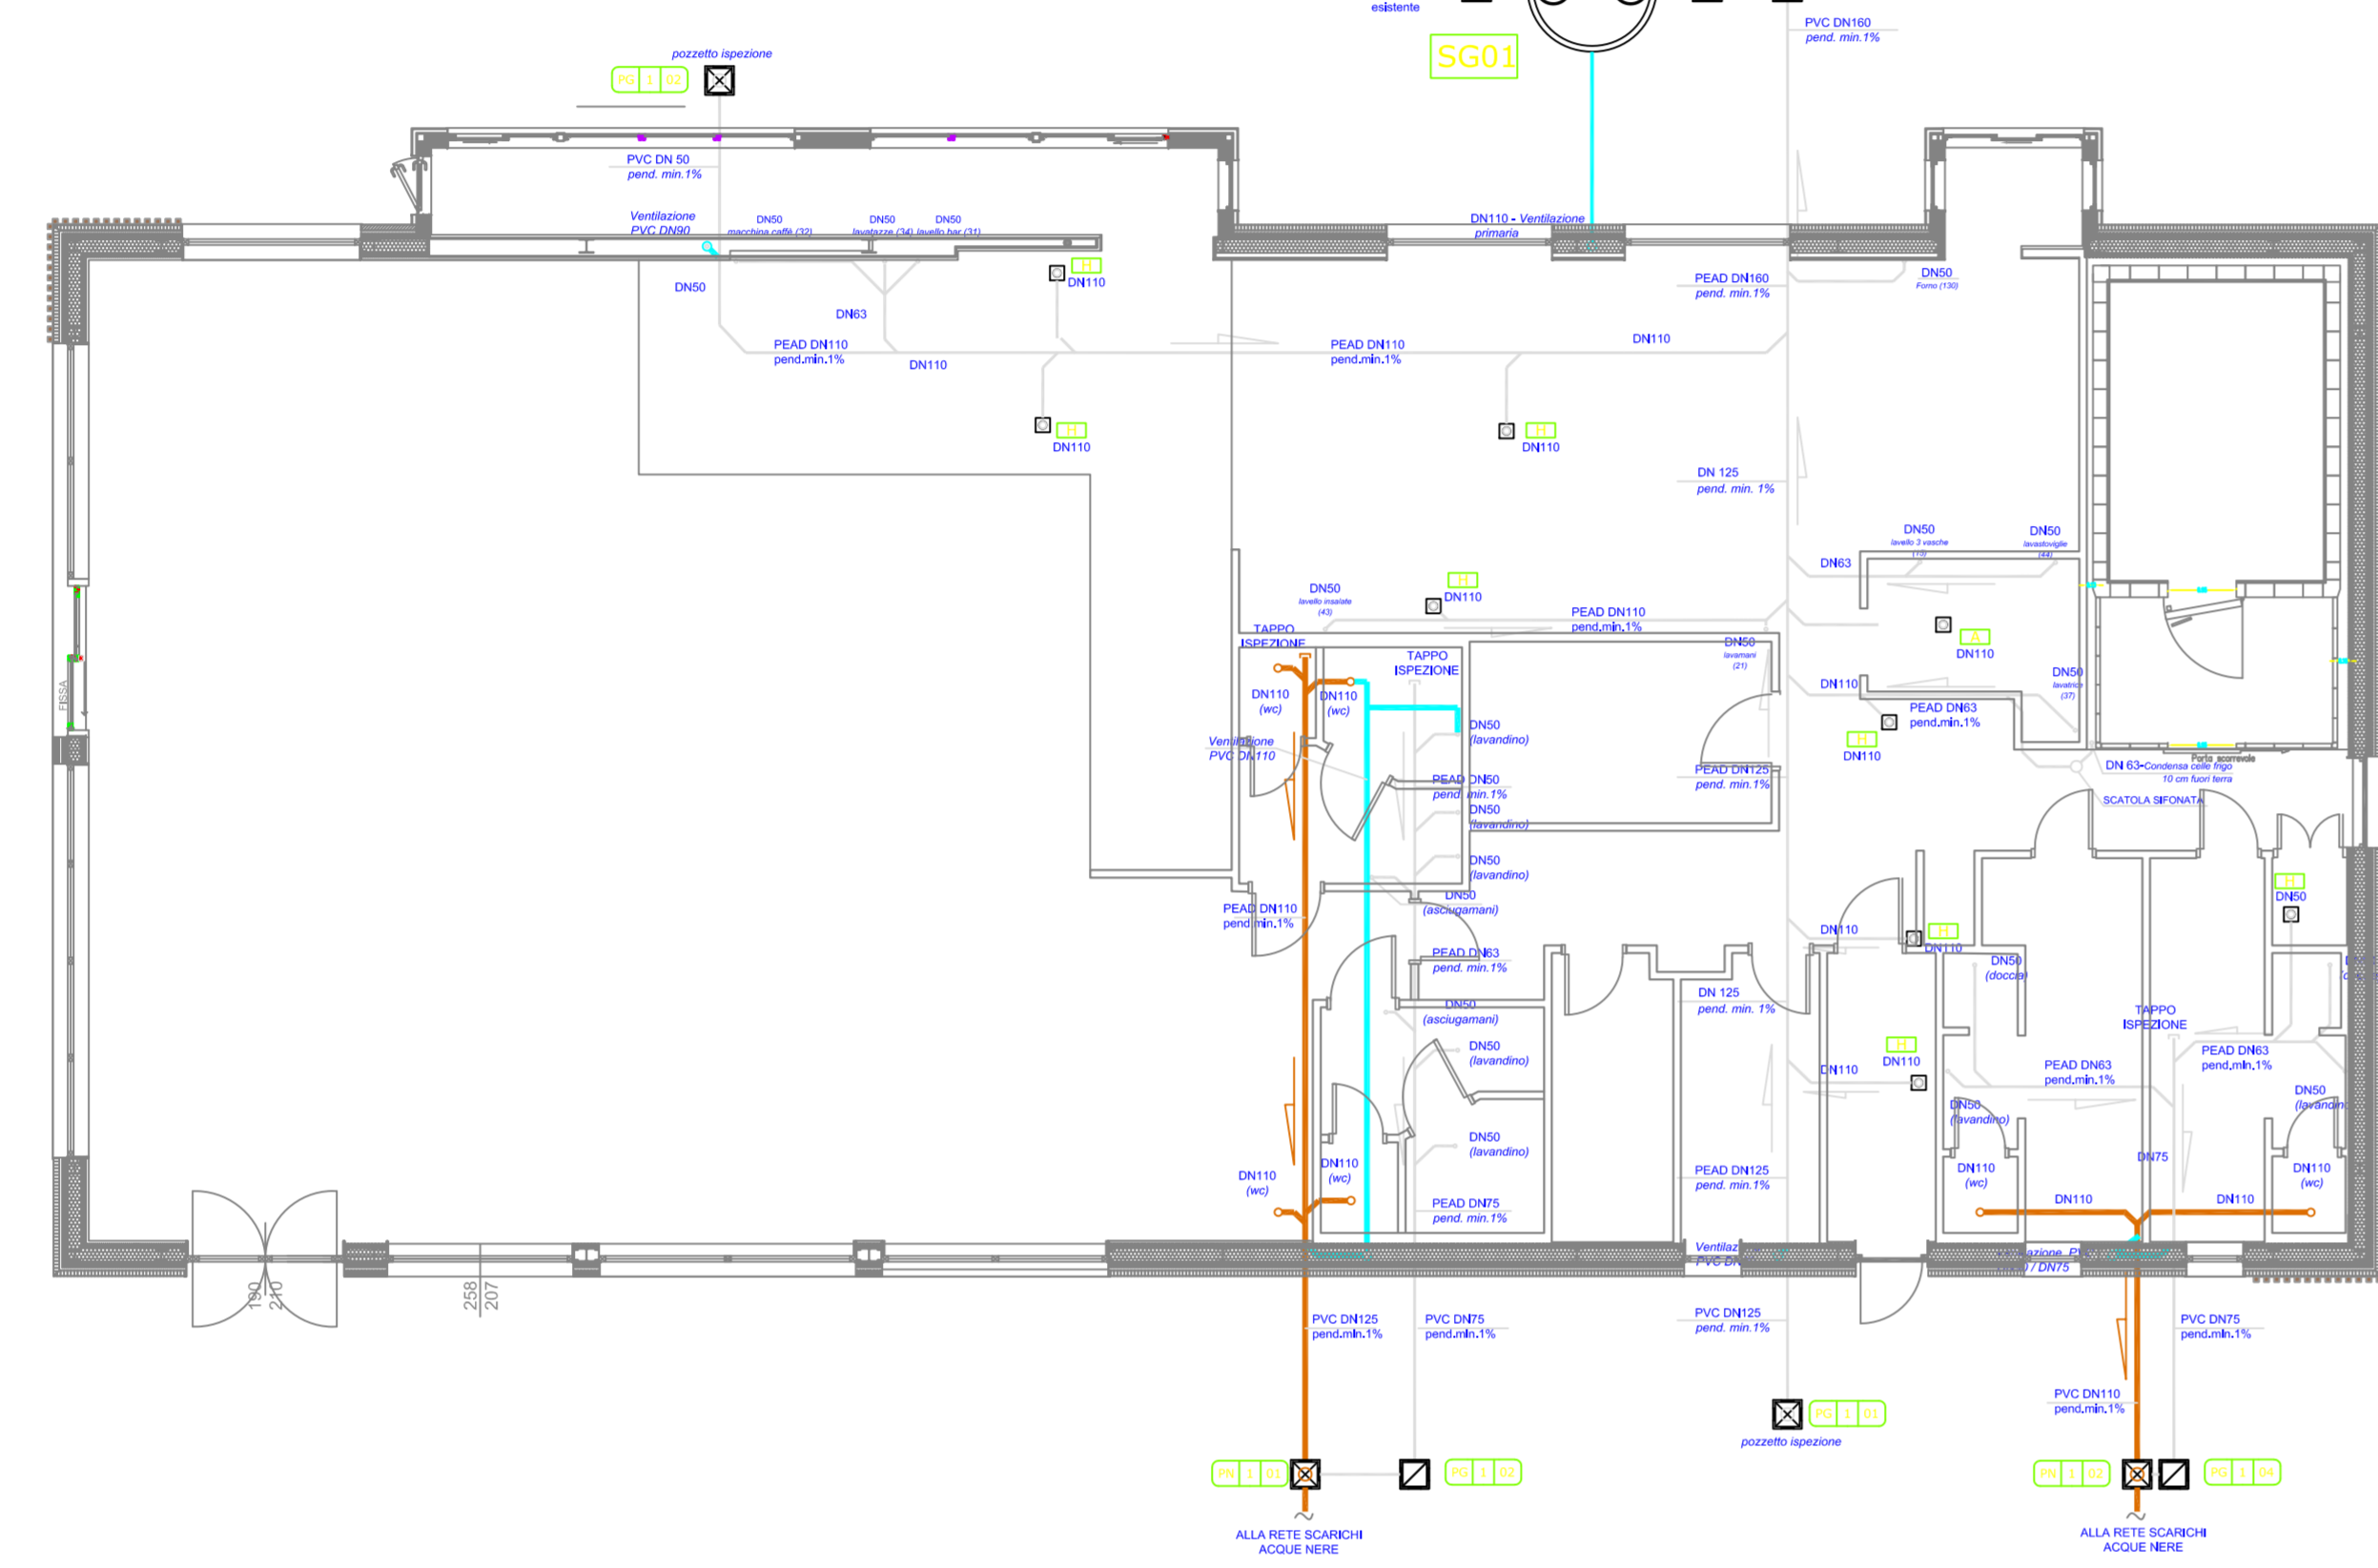 esistente
PVC DN160
pend. min.1%
SG01
pozzetto ispezione
PG 1 02
PVC DN 50
pend. min.1%
Ventilazione
PVC DN90
DN50
macchina caffè (32)
DN50
lavatazze (34)
DN50
lavello bar (31)
DN110 - Ventilazione
primaria
DN50
H
DN110
DN63
PEAD DN110
pend.min.1%
DN110
PEAD DN110
pend.min.1%
DN110
PEAD DN160
pend. min.1%
DN50
Forno (130)
H
DN110
H
DN110
DN 125
pend. min. 1%
DN50
lavello 3 vasche
(15)
DN50
lavastoviglie
(44)
DN63
DN50
lavello insalate
(43)
H
DN110
PEAD DN110
pend.min.1%
TAPPO
ISPEZIONE
TAPPO
ISPEZIONE
DN50
lavamani
(21)
A
DN110
DN50
lavatrice
(37)
DN110
PEAD DN63
pend.min.1%
H
DN110
FISSA
DN110
(wc)
DN110
(wc)
DN50
(lavandino)
Ventilazione
PVC DN110
PEAD DN50
pend. min.1%
DN50
(lavandino)
PEAD DN125
pend. min.1%
Porta scorrevole
DN 63-Condensa celle frigo
10 cm fuori terra
SCATOLA SIFONATA
DN50
(lavandino)
DN50
(asciugamani)
PEAD DN110
pend.min.1%
H
DN50
DN110
H
DN110
PEAD DN63
pend. min.1%
DN50
(doccia)
DN 125
pend. min. 1%
DN50
(asciugamani)
TAPPO
ISPEZIONE
DN50
(lavandino)
H
DN110
DN110
PEAD DN63
pend.min.1%
PEAD DN63
pend.min.1%
DN50
(lavandino)
DN50
(lavandino)
DN50
(lavandino)
DN75
DN110
(wc)
DN110
(wc)
PEAD DN125
pend. min.1%
DN110
(wc)
DN110
DN110
DN110
(wc)
PEAD DN75
pend. min.1%
190
210
258
207
PVC DN125
pend.min.1%
PVC DN75
pend.min.1%
PVC DN125
pend. min.1%
PVC DN75
pend.min.1%
PVC DN110
pend.min.1%
PG 1 01
pozzetto ispezione
PN 1 01
PG 1 02
PN 1 02
PG 1 04
ALLA RETE SCARICHI
ACQUE NERE
ALLA RETE SCARICHI
ACQUE NERE